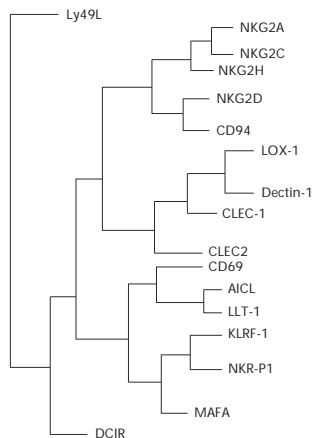 Ly49L
NKG2A
NKG2C
NKG2H
NKG2D
CD94
LOX-1
Dectin-1
CLEC-1
CLEC2
CD69
AICL
LLT-1
KLRF-1
NKR-P1
MAFA
DCIR